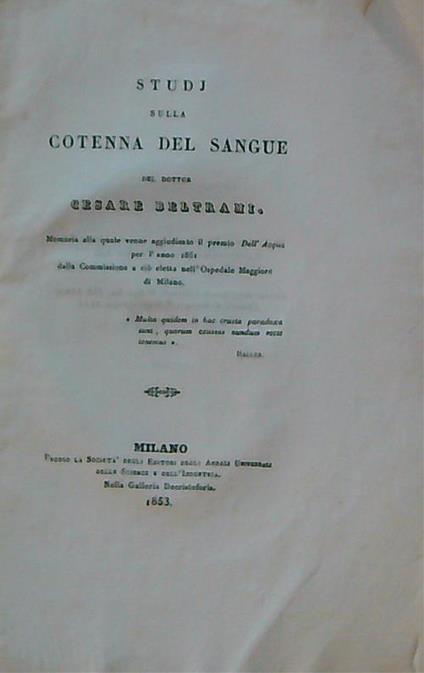 STUDJ
SULLA
COTENNA DEL SANGUE
DEL DOTTOR
CESARE BELTRAMI.
Memoria alla quale venne aggiudicato il premio Dell' Acqua
per l'anno 1851
dalla Commissione a ciò eletta nell'Ospedale Maggiore
di Milano.
« Multa quidem in hac crusta paradoxa
sunt, quorum causas nundum recte
tenemus ».
HALLER.
MILANO
PRESSO LA SOCIETA' DEGLI EDITORI DEGLI ANNALI UNIVERSALI
DELLE SCIENZE E DELL'INDUSTRIA.
Nella Galleria Decristoforis.
1853.